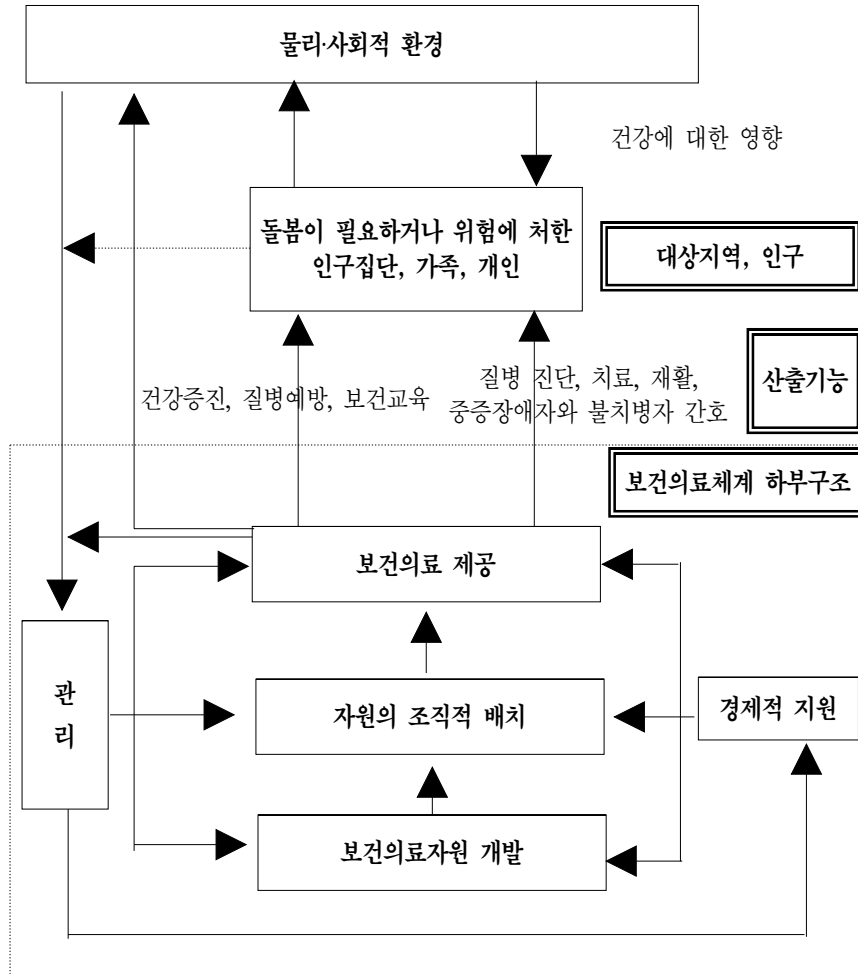 물리·사회적 환경
건강에 대한 영향
돌봄이 필요하거나 위험에 처한
인구집단, 가족, 개인
대상지역, 인구
산출기능
건강증진, 질병예방, 보건교육
질병 진단, 치료, 재활,
중증장애자와 불치병자 간호
보건의료체계 하부구조
보건의료 제공
관
리
자원의 조직적 배치
경제적 지원
보건의료자원 개발